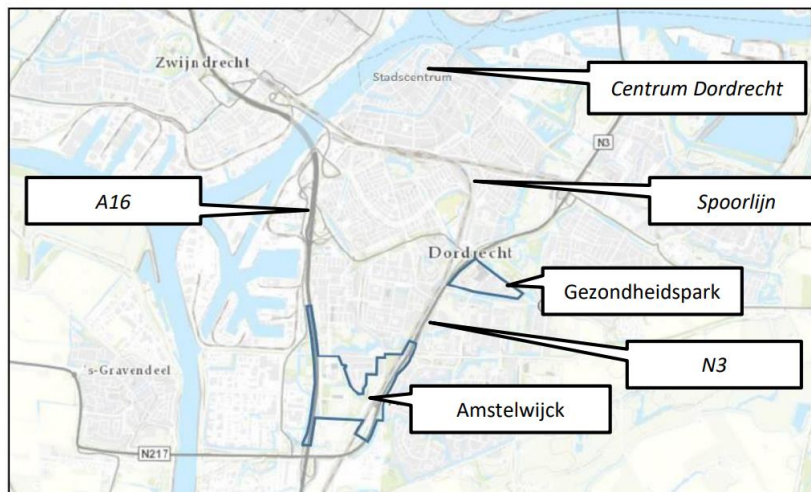 Zwijndrecht
Stadscentrum
Centrum Dordrecht
N3
A16
Spoorlijn
Dordrecht
Gezondheidspark
N3
's-Gravendeel
Amstelwijck
N217